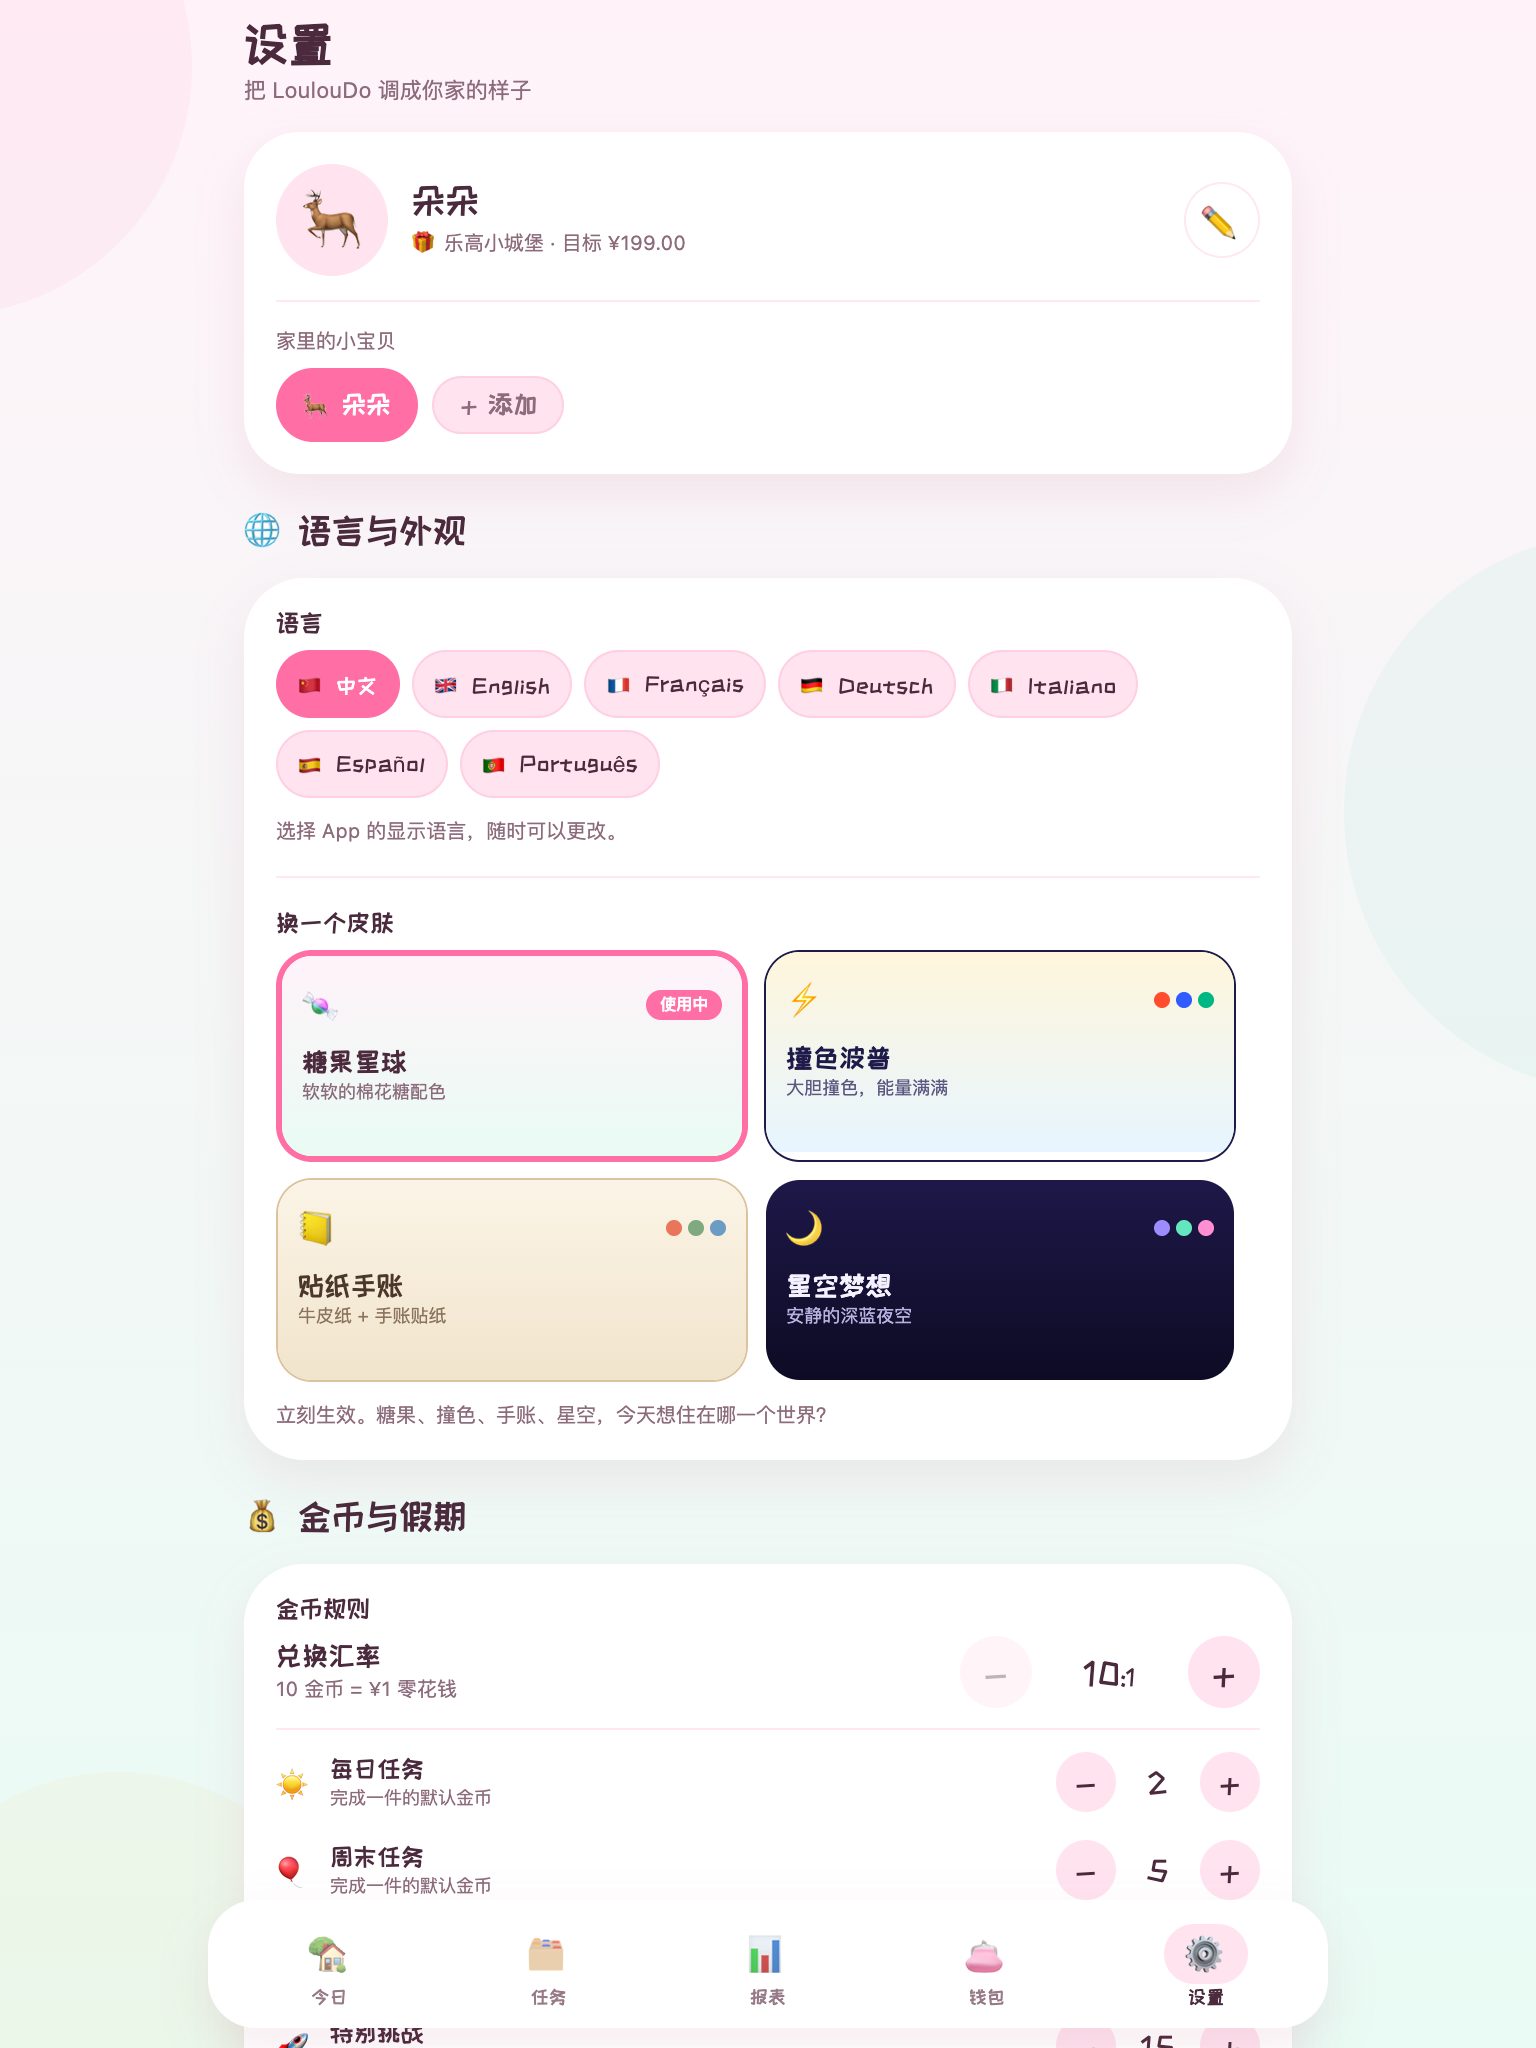 设置
把 LoulouDo 调成你家的样子
朵朵
乐高小城堡 · 目标 ¥199.00
家里的小宝贝
朵朵
+ 添加
语言与外观
语言
中文
English
Français
Deutsch
Italiano
Español
Português
选择 App 的显示语言，随时可以更改。
换一个皮肤
使用中
糖果星球
软软的棉花糖配色
撞色波普
大胆撞色，能量满满
贴纸手账
牛皮纸 + 手账贴纸
星空梦想
安静的深蓝夜空
立刻生效。糖果、撞色、手账、星空，今天想住在哪一个世界？
金币与假期
金币规则
兑换汇率
10 金币 = ¥1 零花钱
− 10:1 +
每日任务
完成一件的默认金币
− 2 +
周末任务
完成一件的默认金币
− 5 +
今日
任务
报表
钱包
设置
特别挑战
15